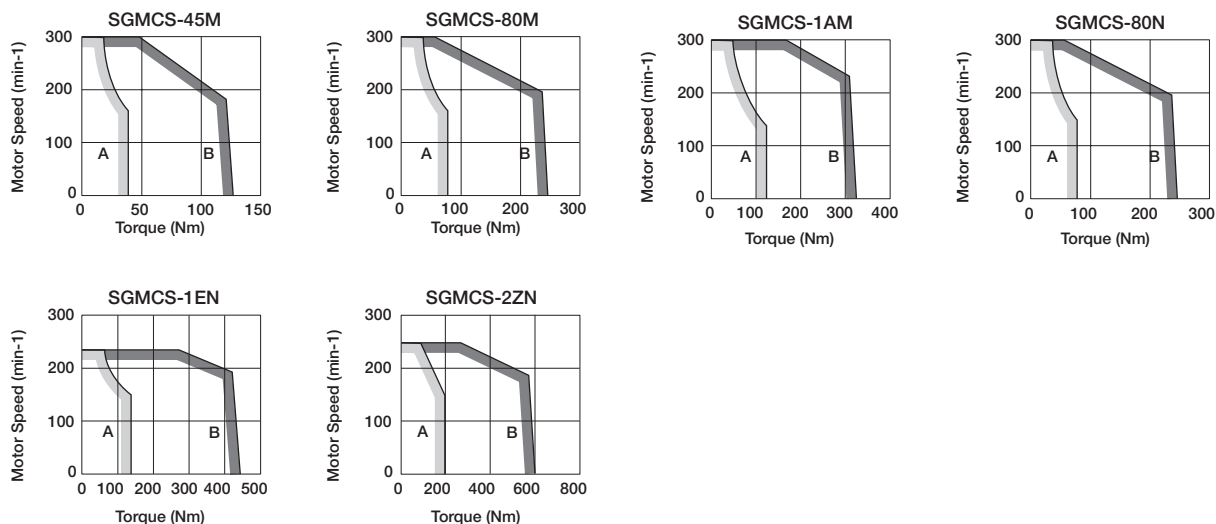 SGMCS-45M
Motor Speed (min-1)
300
200
100
0
A
B
0 50 100 150
Torque (Nm)
SGMCS-80M
Motor Speed (min-1)
300
200
100
0
A
B
0 100 200 300
Torque (Nm)
SGMCS-1AM
Motor Speed (min-1)
300
200
100
0
A
B
0 100 200 300 400
Torque (Nm)
SGMCS-80N
Motor Speed (min-1)
300
200
100
0
A
B
0 100 200 300
Torque (Nm)
SGMCS-1EN
Motor Speed (min-1)
300
200
100
0
A
B
0 100 200 300 400 500
Torque (Nm)
SGMCS-2ZN
Motor Speed (min-1)
300
200
100
0
A
B
0 200 400 600 800
Torque (Nm)